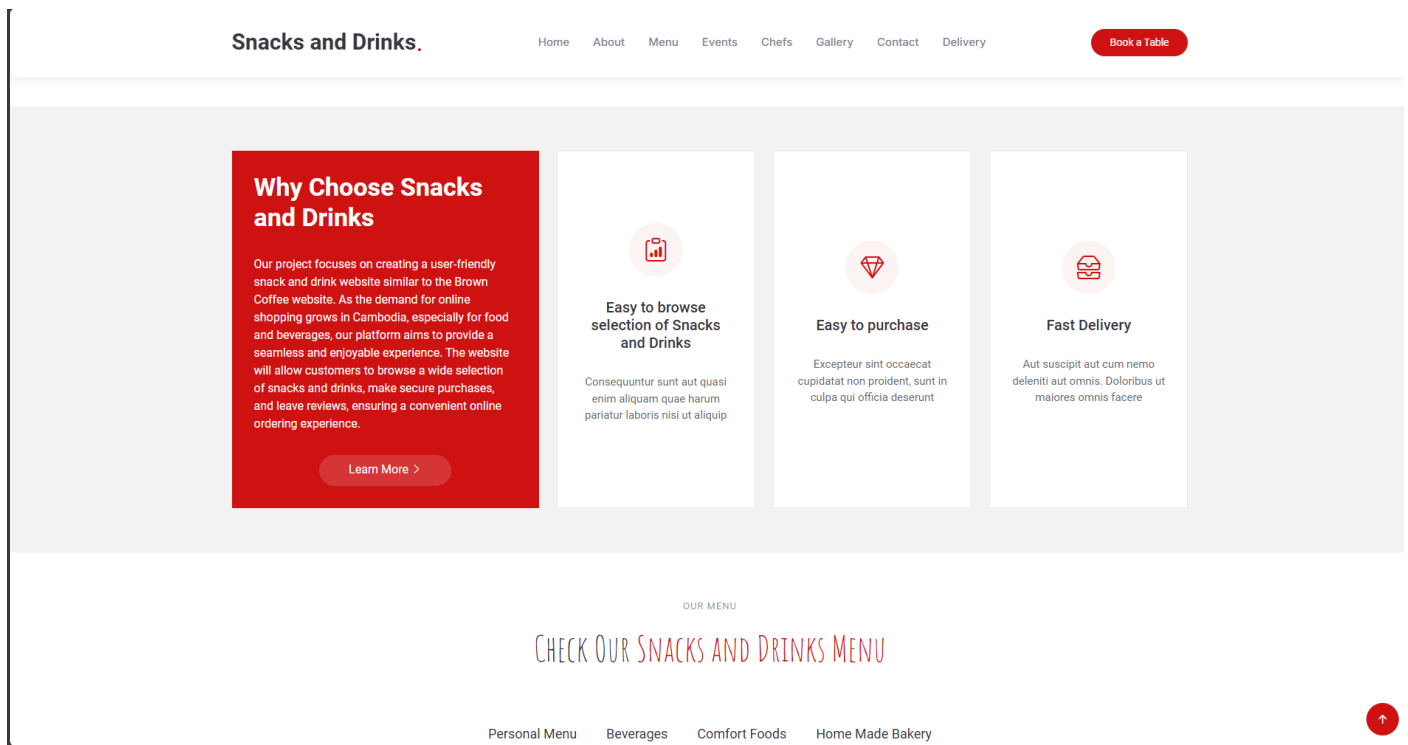 Snacks and Drinks.
Home About Menu Events Chefs Gallery Contact Delivery
Book a Table
Why Choose Snacks
and Drinks
Our project focuses on creating a user-friendly
snack and drink website similar to the Brown
Coffee website. As the demand for online
shopping grows in Cambodia, especially for food
and beverages, our platform aims to provide a
seamless and enjoyable experience. The website
will allow customers to browse a wide selection
of snacks and drinks, make secure purchases,
and leave reviews, ensuring a convenient online
ordering experience.
Learn More
Easy to browse
selection of Snacks
and Drinks
Consequuntur sunt aut quasi
enim aliquam quae harum
pariatur laboris nisi ut aliquip
Easy to purchase
Excepteur sint occaecat
cupidatat non proident, sunt in
culpa qui officia deserunt
Fast Delivery
Aut suscipit aut cum nemo
deleniti aut omnis. Doloribus ut
maiores omnis facere
OUR MENU
Check Our Snacks and Drinks Menu
Personal Menu Beverages Comfort Foods Home Made Bakery